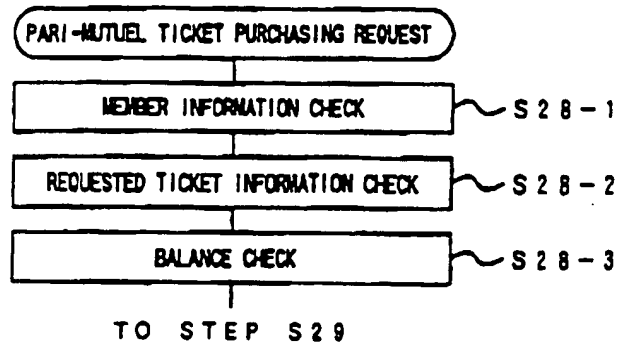 PARI-MUTUEL TICKET PURCHASING REQUEST
MEMBER INFORMATION CHECK S28-1
REQUESTED TICKET INFORMATION CHECK S28-2
BALANCE CHECK S28-3
TO STEP S29